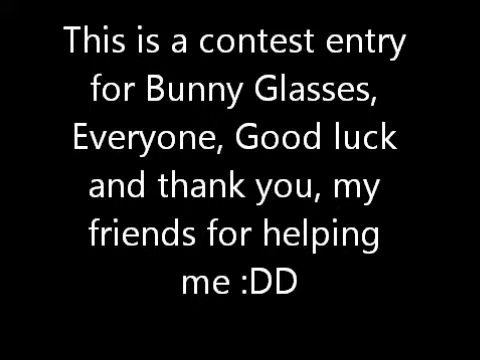 This is a contest entry
for Bunny Glasses,
Everyone, Good luck
and thank you, my
friends for helping
me :DD